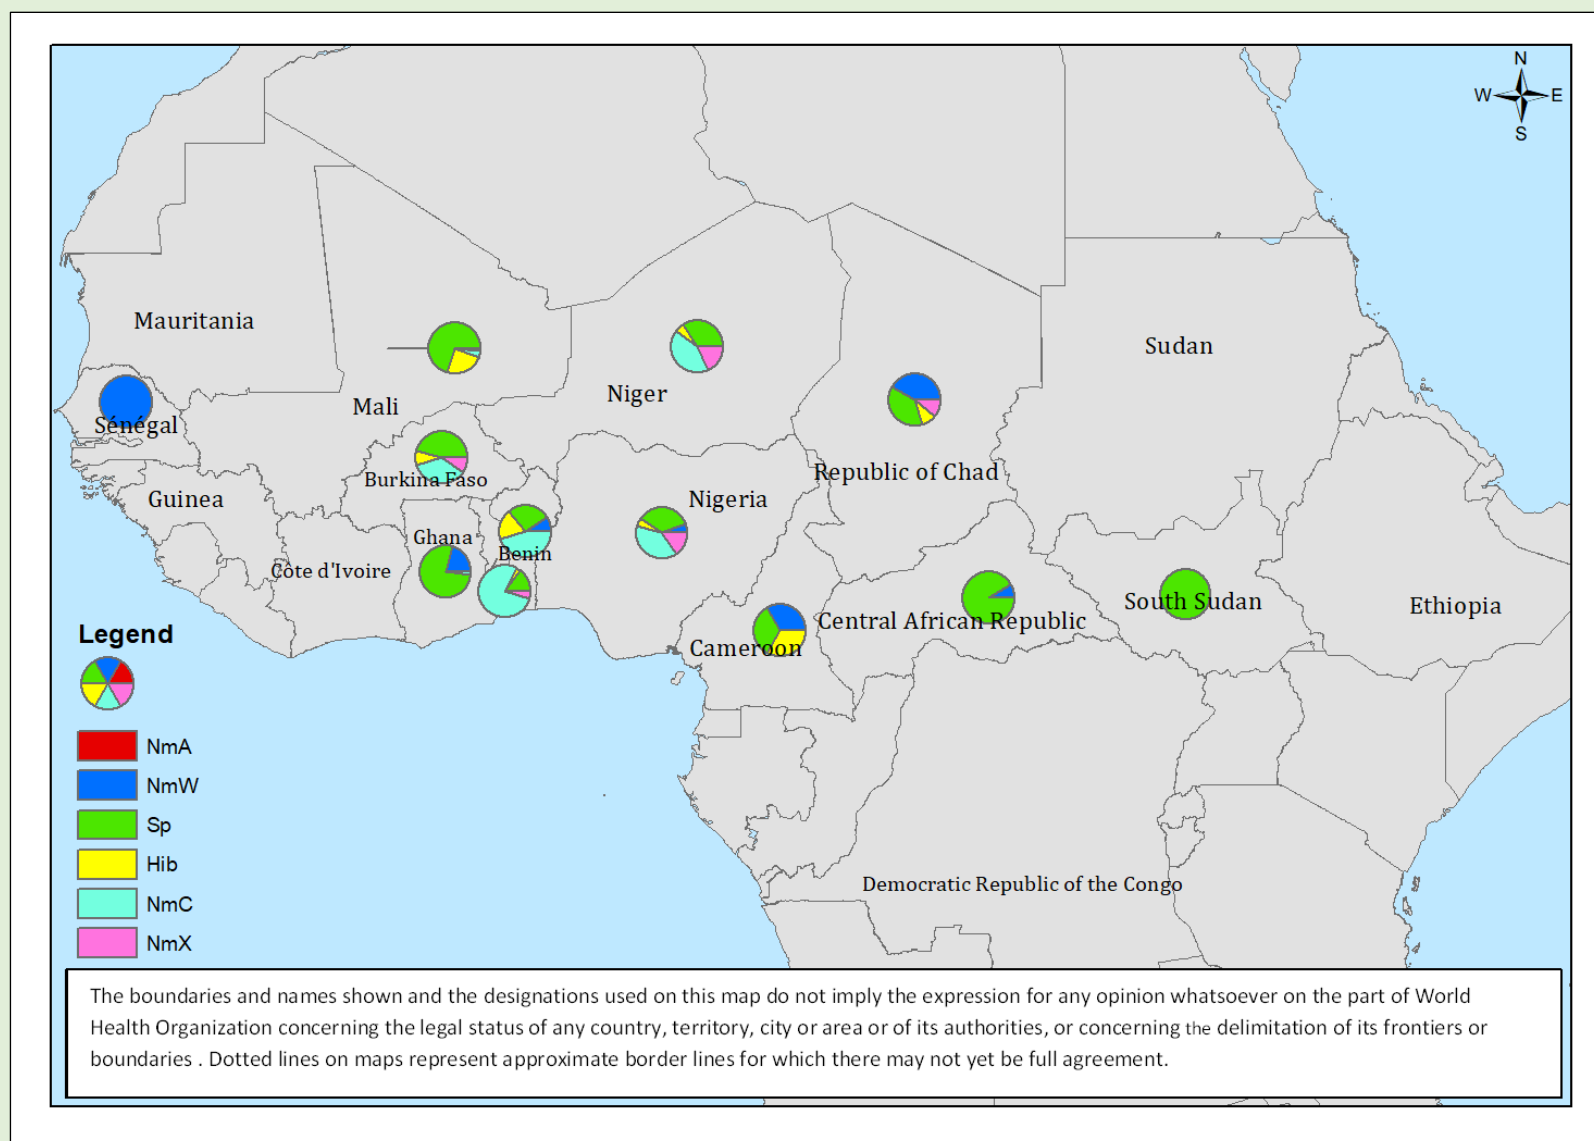 N
W E
S
Mauritania
Sudan
Niger
Mali
Sénégal
Republic of Chad
Burkina Faso
Guinea
Nigeria
Ghana
Benin
Côte d'Ivoire
South Sudan
Ethiopia
Central African Republic
Cameroon
Legend
NmA
NmW
Sp
Hib
NmC
NmX
Democratic Republic of the Congo
The boundaries and names shown and the designations used on this map do not imply the expression for any opinion whatsoever on the part of World
Health Organization concerning the legal status of any country, territory, city or area or of its authorities, or concerning the delimitation of its frontiers or
boundaries . Dotted lines on maps represent approximate border lines for which there may not yet be full agreement.